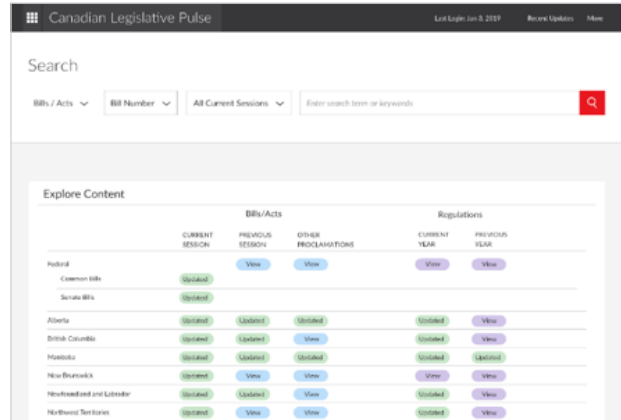 Canadian Legislative Pulse Last Login: Jan 3, 2019 Recent Updates More
Search
Bills / Acts Bill Number All Current Sessions Enter search term or keywords
Explore Content
Bills/Acts Regulations
CURRENT SESSION PREVIOUS SESSION OTHER PROCLAMATIONS CURRENT YEAR PREVIOUS YEAR
Federal View View View View
Common Bills Updated
Senate Bills Updated
Alberta Updated Updated Updated Updated View
British Columbia Updated Updated View Updated View
Manitoba Updated Updated Updated Updated Updated
New Brunswick Updated View View View View
Newfoundland and Labrador Updated Updated View Updated View
Northwest Territories Updated View View Updated View